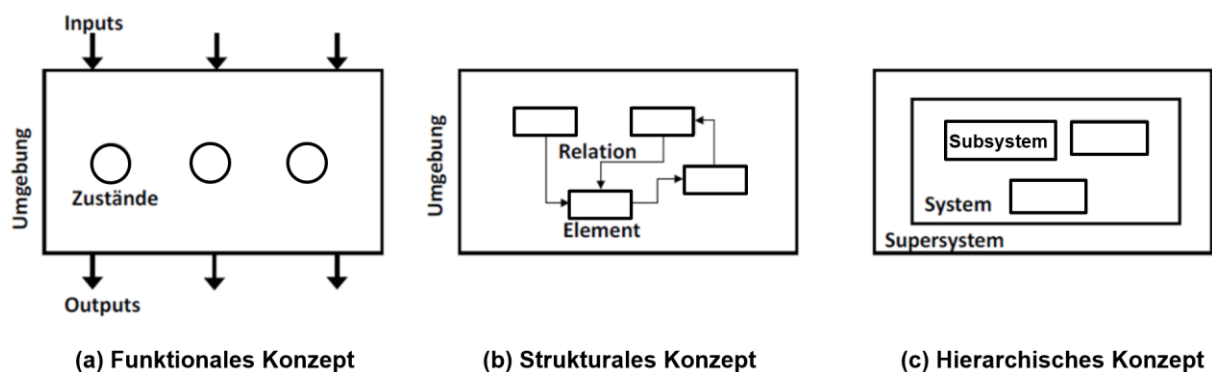 Inputs
Umgebung
Zustände
Outputs
(a) Funktionales Konzept
Umgebung
Relation
Element
(b) Strukturales Konzept
Subsystem
System
Supersystem
(c) Hierarchisches Konzept